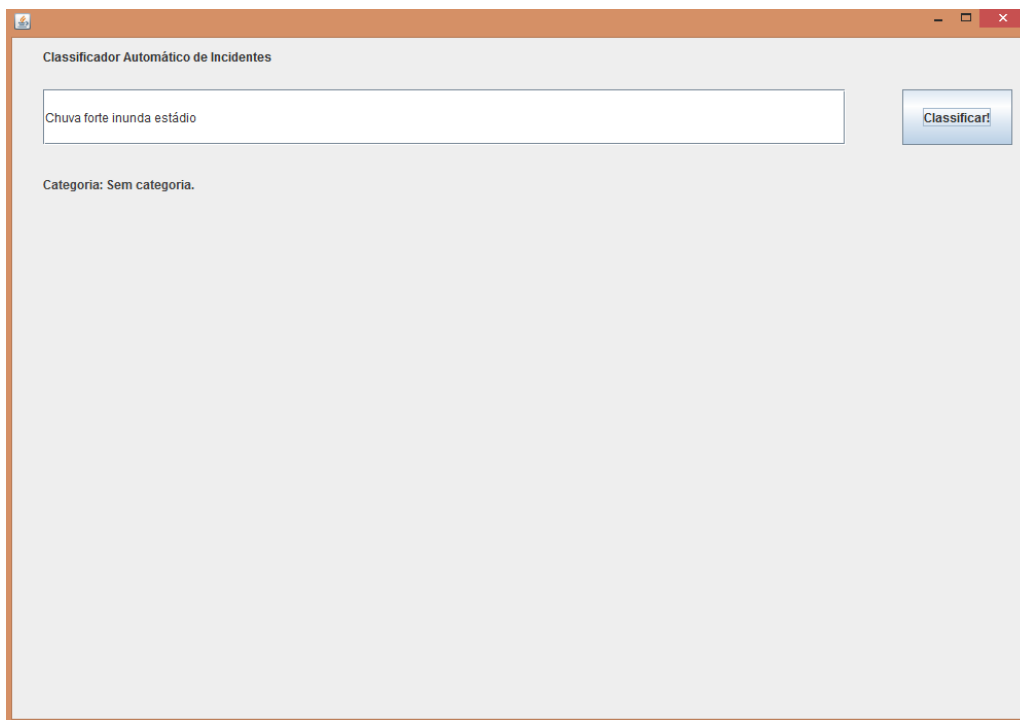 Classificador Automático de Incidentes
Chuva forte inunda estádio
Classificar!
Categoria: Sem categoria.